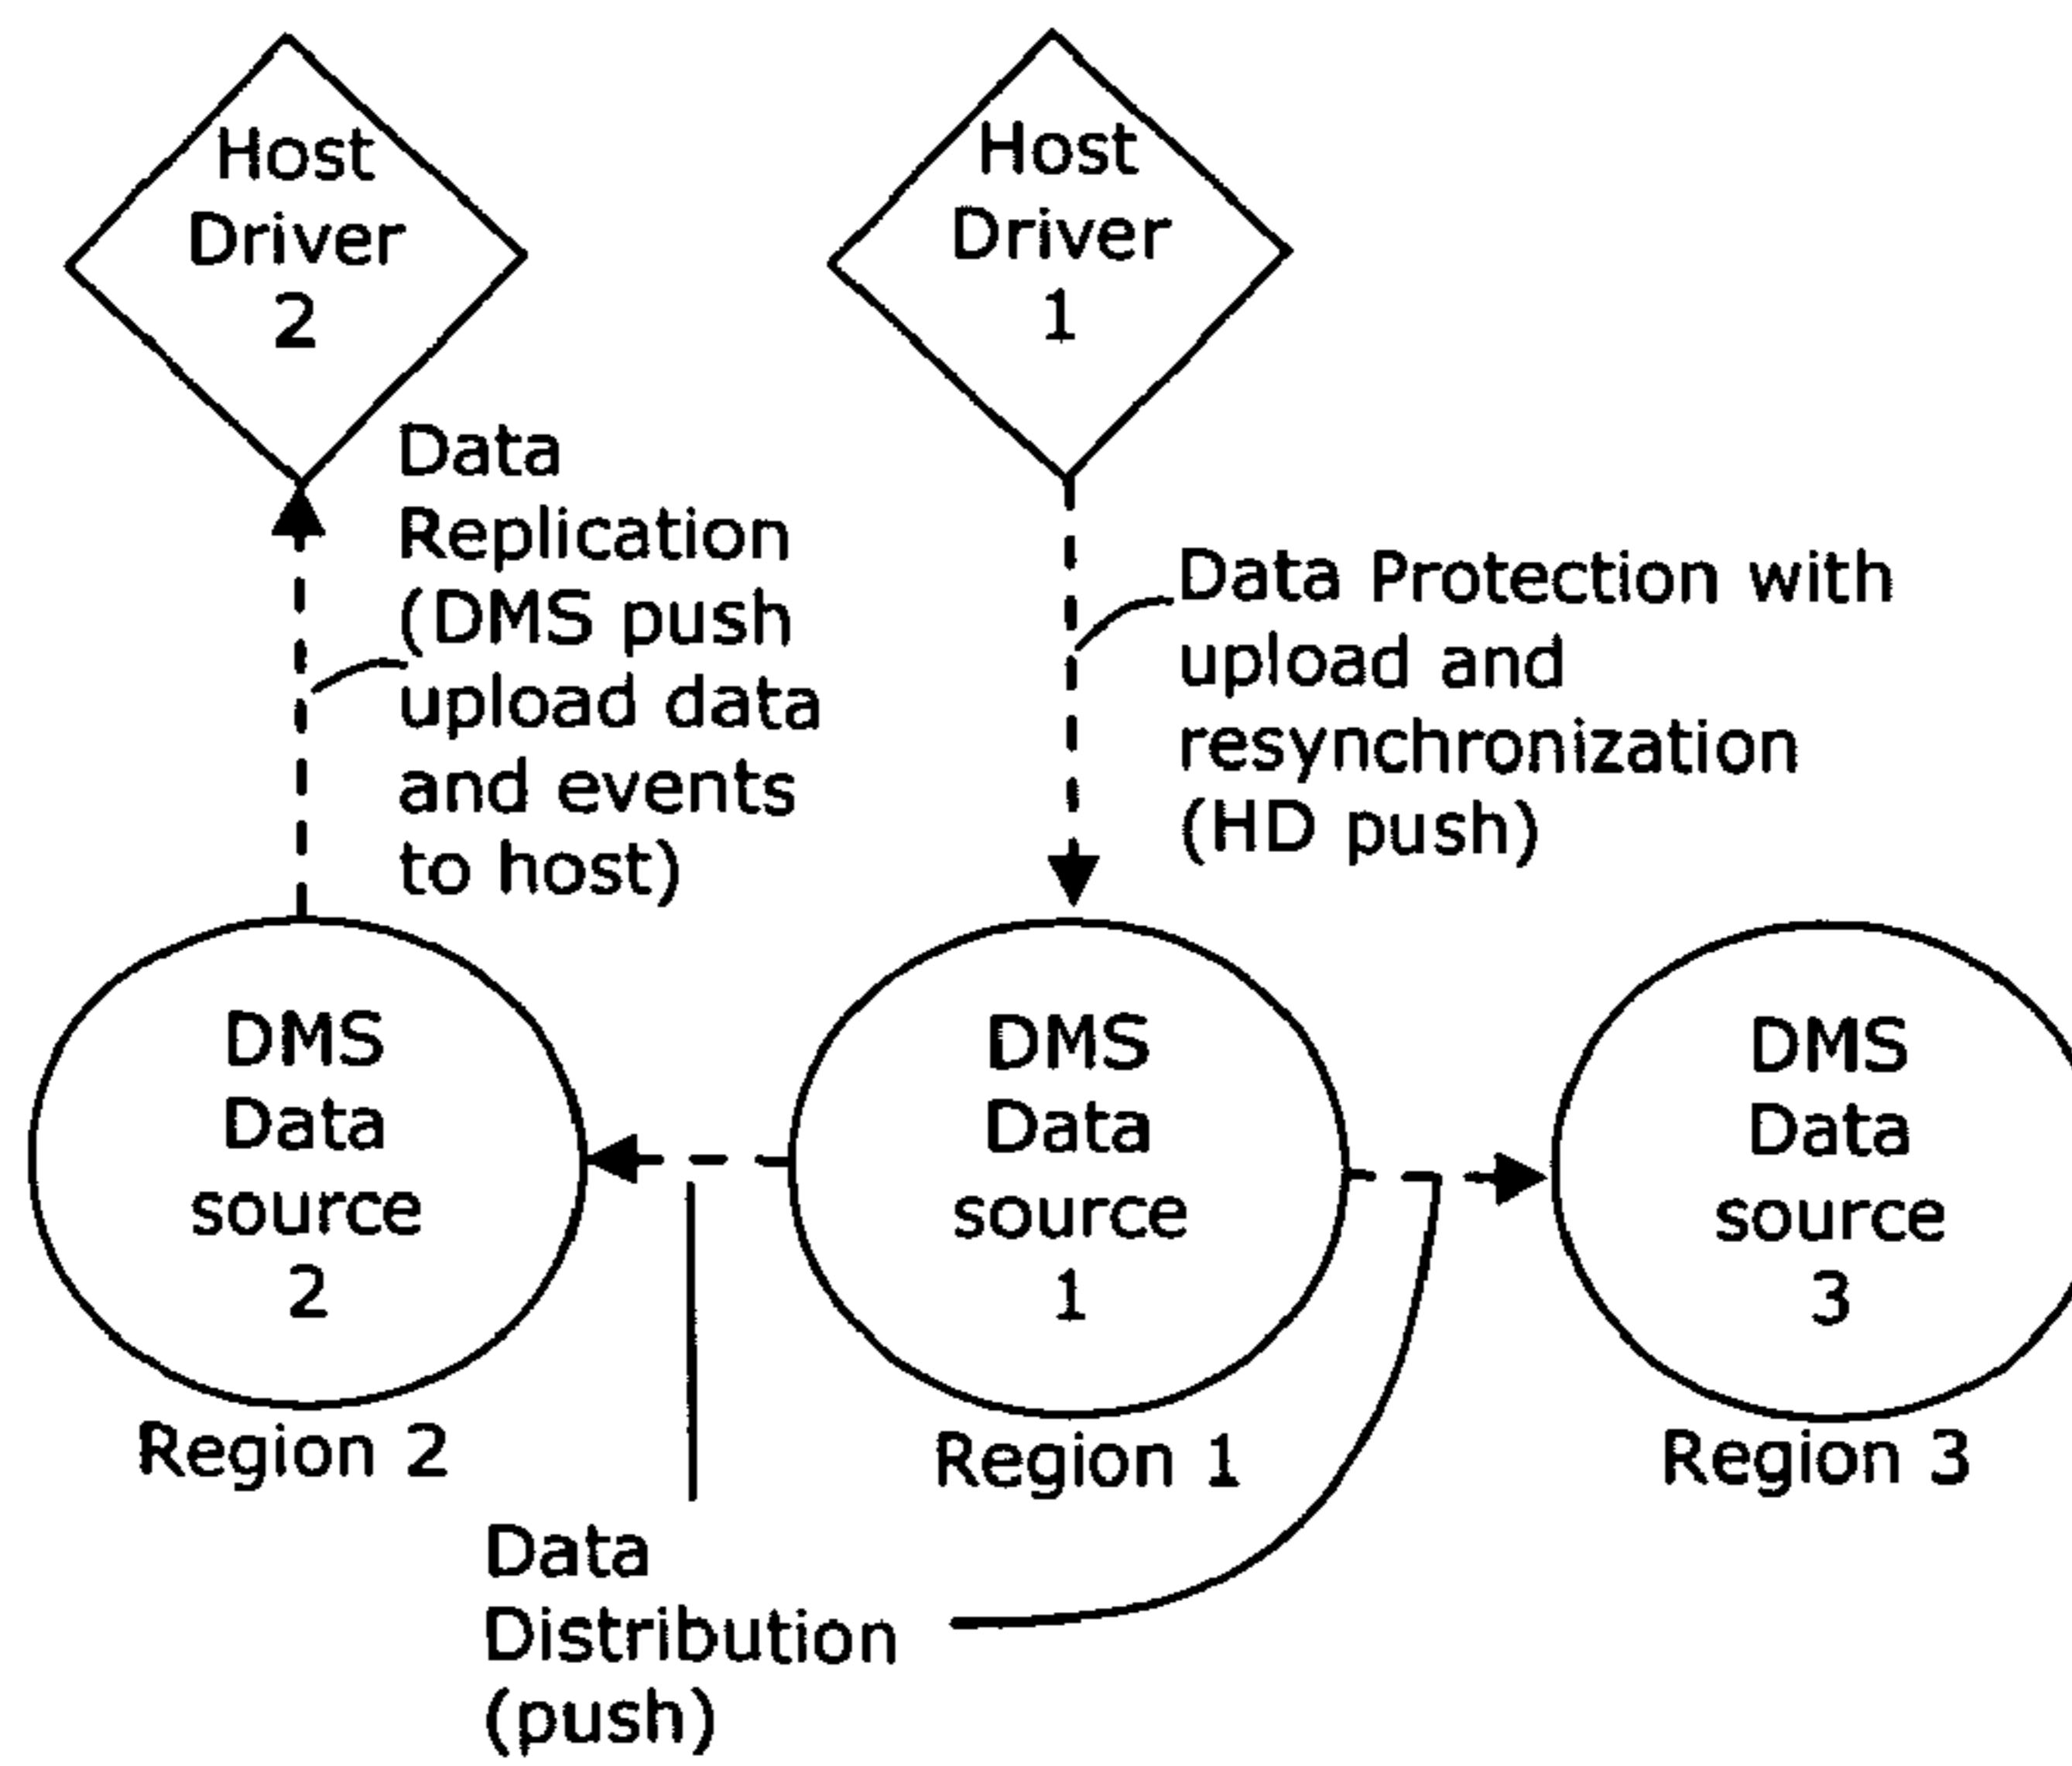 Host
Driver
2
Host
Driver
1
Data
Replication
(DMS push
upload data
and events
to host)
Data Protection with
upload and
resynchronization
(HD push)
DMS
Data
source
2
DMS
Data
source
1
DMS
Data
source
3
Region 2
Region 1
Region 3
Data
Distribution
(push)